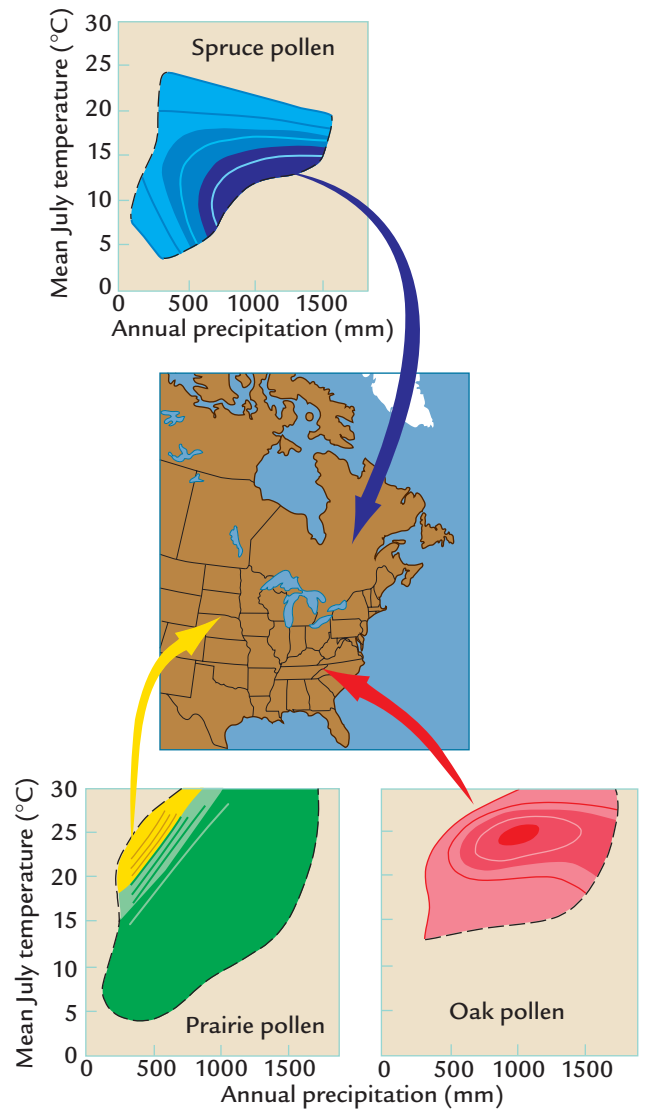 Mean July temperature (°C)
30
25
20
15
10
5
0
Spruce pollen
0 500 1000 1500
Annual precipitation (mm)
Mean July temperature (°C)
30
25
20
15
10
5
0
Prairie pollen
Oak pollen
0 500 1000 1500 0 500 1000 1500
Annual precipitation (mm)